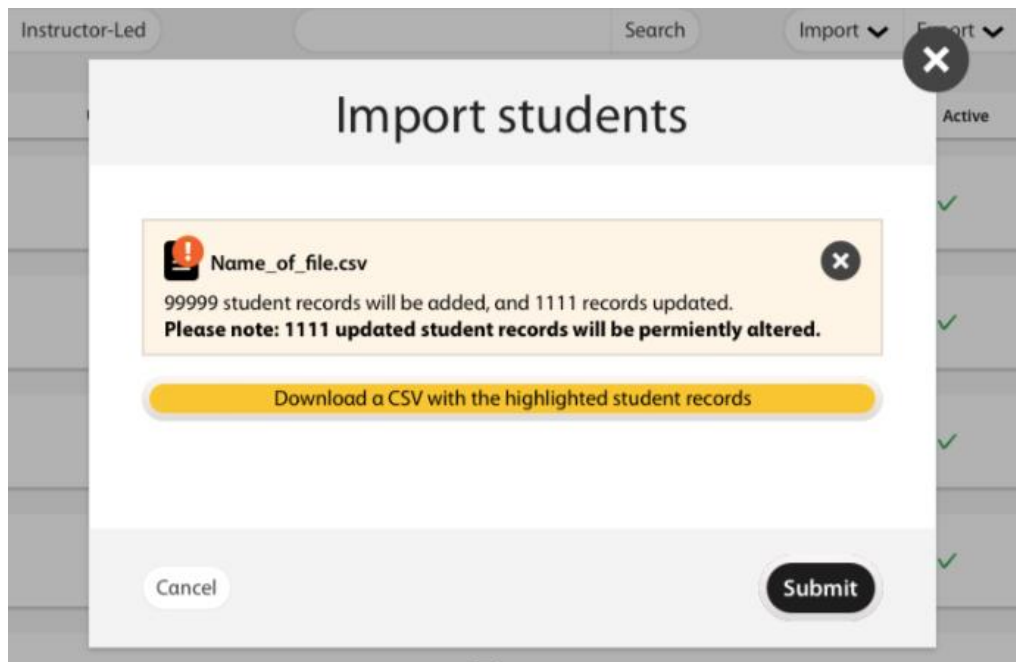 Instructor-Led
Search
Import
Import students
Active
Name_of_file.csv
99999 student records will be added, and 1111 records updated.
Please note: 1111 updated student records will be permiently altered.
Download a CSV with the highlighted student records
Cancel
Submit